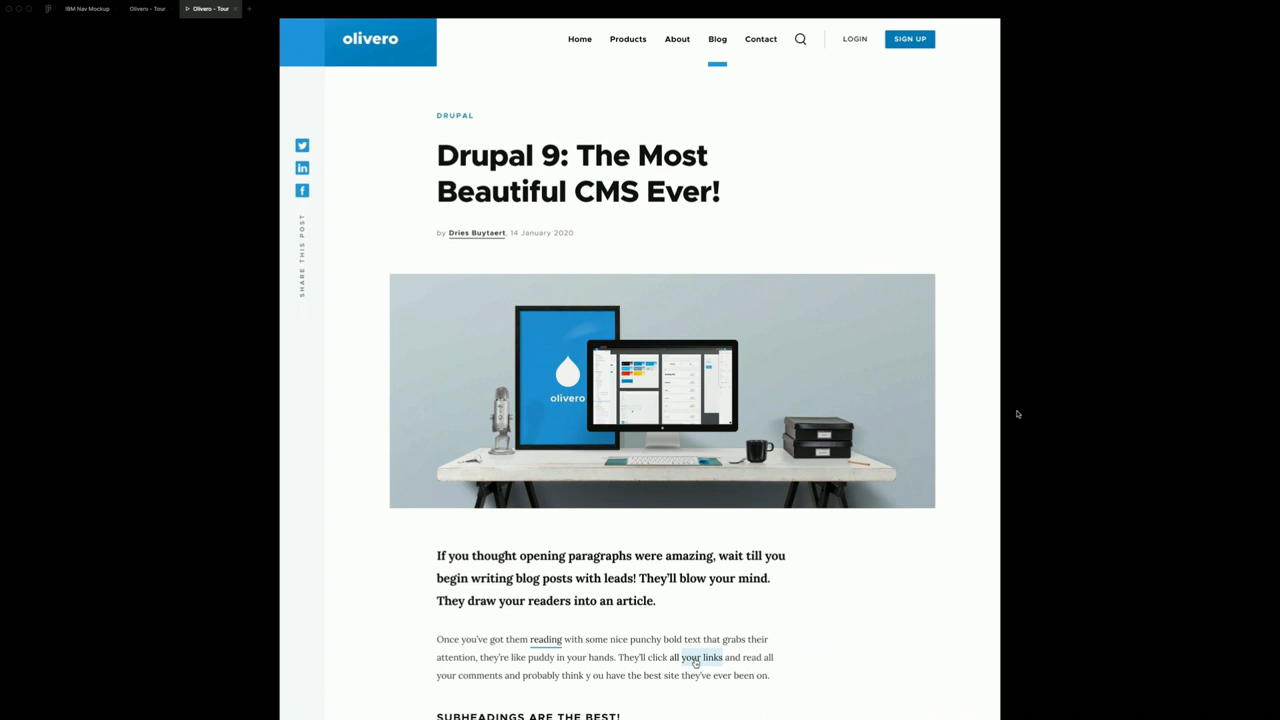 IBM Nav Mockup
Olivero - Tour
Olivero - Tour
olivero
Home
Products
About
Blog
Contact
LOGIN
SIGN UP
DRUPAL
Drupal 9: The Most
Beautiful CMS Ever!
by Dries Buytaert, 14 January 2020
SHARE THIS POST
olivero
If you thought opening paragraphs were amazing, wait till you
begin writing blog posts with leads! They'll blow your mind.
They draw your readers into an article.
Once you've got them reading with some nice punchy bold text that grabs their
attention, they're like puddy in your hands. They'll click all your links and read all
your comments and probably think y ou have the best site they've ever been on.
SUBHEADINGS ARE THE BEST!